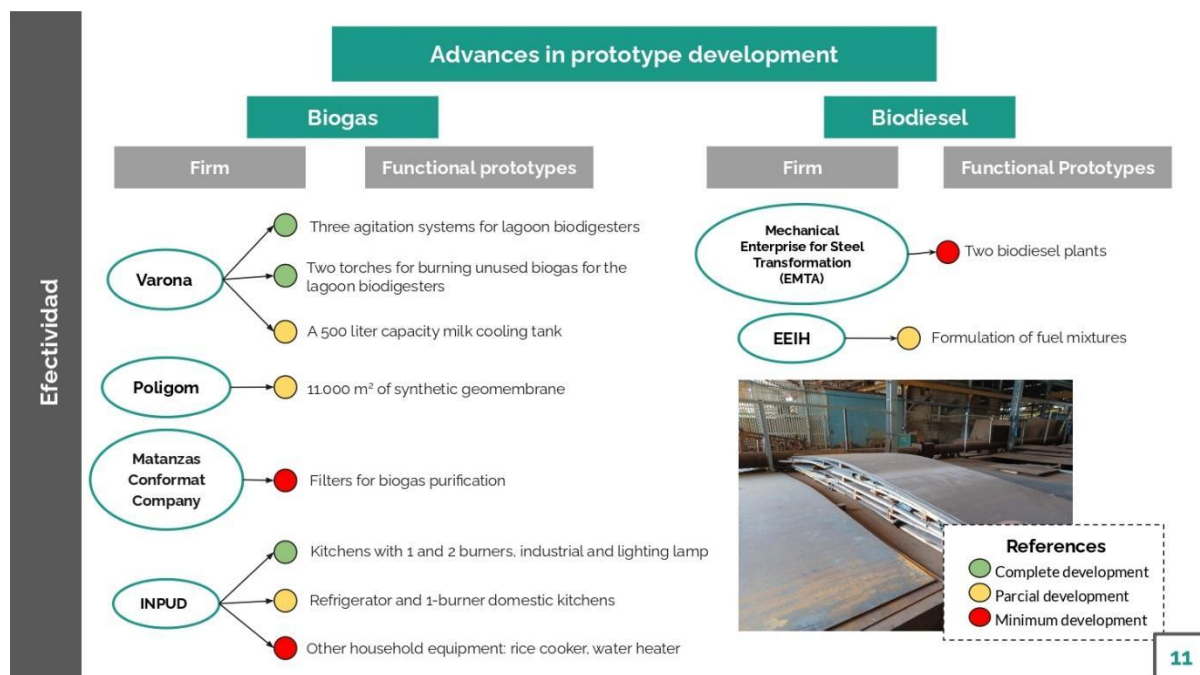 Advances in prototype development
Biogas
Firm
Functional prototypes
Varona
Three agitation systems for lagoon biodigesters
Two torches for burning unused biogas for the
lagoon biodigesters
A 500 liter capacity milk cooling tank
Poligom
11.000 m² of synthetic geomembrane
Matanzas
Conformat
Company
Filters for biogas purification
INPUD
Kitchens with 1 and 2 burners, industrial and lighting lamp
Refrigerator and 1-burner domestic kitchens
Other household equipment: rice cooker, water heater
Biodiesel
Firm
Functional Prototypes
Mechanical
Enterprise for Steel
Transformation
(EMTA)
Two biodiesel plants
EEIH
Formulation of fuel mixtures
References
Complete development
Parcial development
Minimum development
Efectividad
11